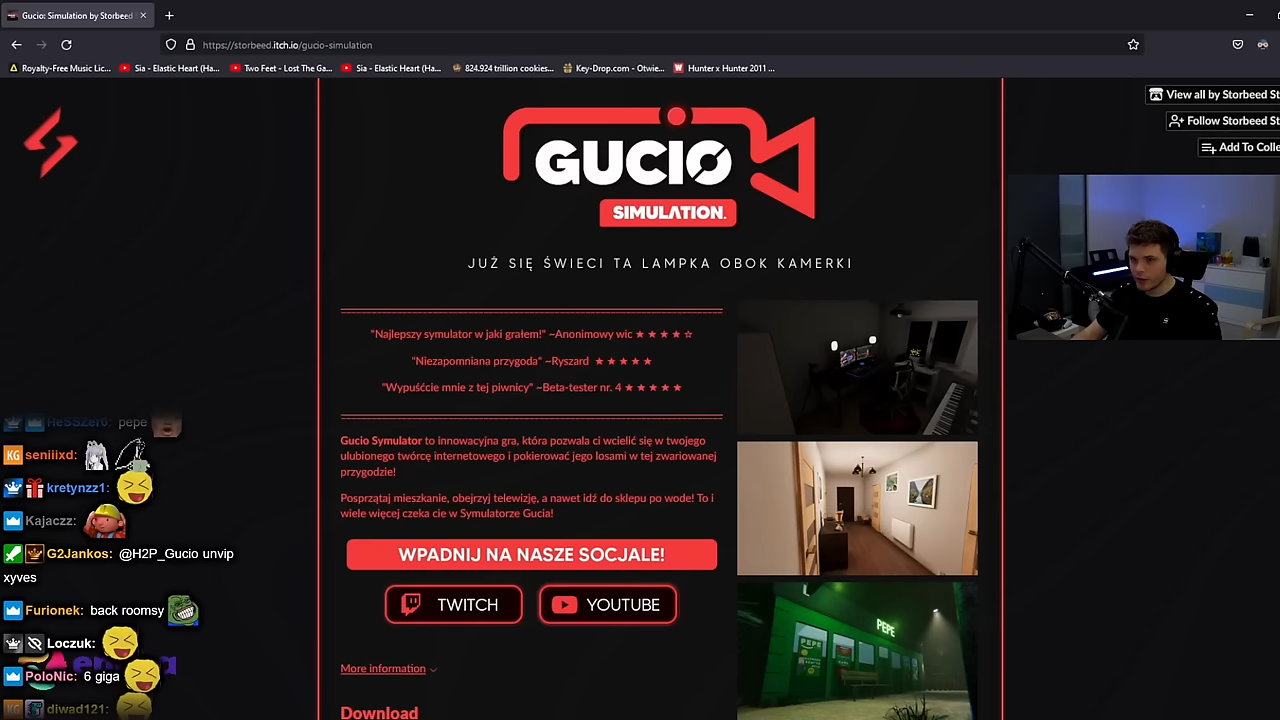 Gucio: Simulation by Storbeed
https://storbeed.itch.io/gucio-simulation
Royalty-Free Music Lic...
Sia - Elastic Heart (Ha...
Two Feet - Lost The Ga...
Sia - Elastic Heart (Ha...
824.924 trillion cookies...
Key-Drop.com - Otwie...
Hunter x Hunter 2011 ...
View all by Storbeed St
Follow Storbeed St
Add To Colle
GUCIO
SIMULATION.
JUŻ SIĘ ŚWIECI TA LAMPKA OBOK KAMERKI
"Najlepszy symulator w jaki grałem!" ~Anonimowy wic ★ ★ ★ ★ ☆
"Niezapomniana przygoda" ~Ryszard ★ ★ ★ ★ ★
"Wypuśćcie mnie z tej piwnicy" ~Beta-tester nr. 4 ★ ★ ★ ★ ★
Gucio Symulator to innowacyjna gra, która pozwala ci wcielić się w twojego
ulubionego twórcę internetowego i pokierować jego losami w tej zwariowanej
przygodzie!
Posprzątaj mieszkanie, obejrzyj telewizję, a nawet idź do sklepu po wode! To i
wiele więcej czeka cie w Symulatorze Gucia!
WPADNIJ NA NASZE SOCJALE!
TWITCH
YOUTUBE
More information
Download
PEPE
PEPE
HeSSZer0: pepe
KG seniiixd:
kretynzz1:
Kajaczz:
G2Jankos: @H2P_Gucio unvip
xyves
Furionek: back roomsy
Loczuk:
PoloNic: 6 giga
KG diwad121: